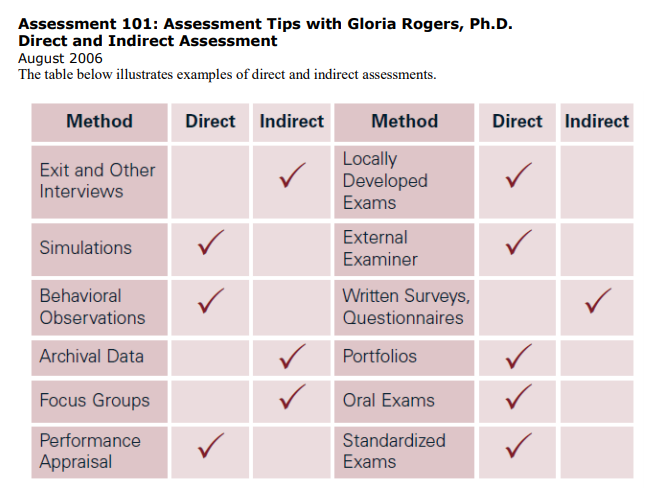 Assessment 101: Assessment Tips with Gloria Rogers, Ph.D.
Direct and Indirect Assessment
August 2006
The table below illustrates examples of direct and indirect assessments.
Method Direct Indirect Method Direct Indirect
Exit and Other
Interviews
✓
Locally
Developed
Exams
✓
Simulations
✓
External
Examiner
✓
Behavioral
Observations
✓
Written Surveys,
Questionnaires
✓
Archival Data ✓ Portfolios ✓
Focus Groups ✓ Oral Exams ✓
Performance
Appraisal
✓
Standardized
Exams
✓